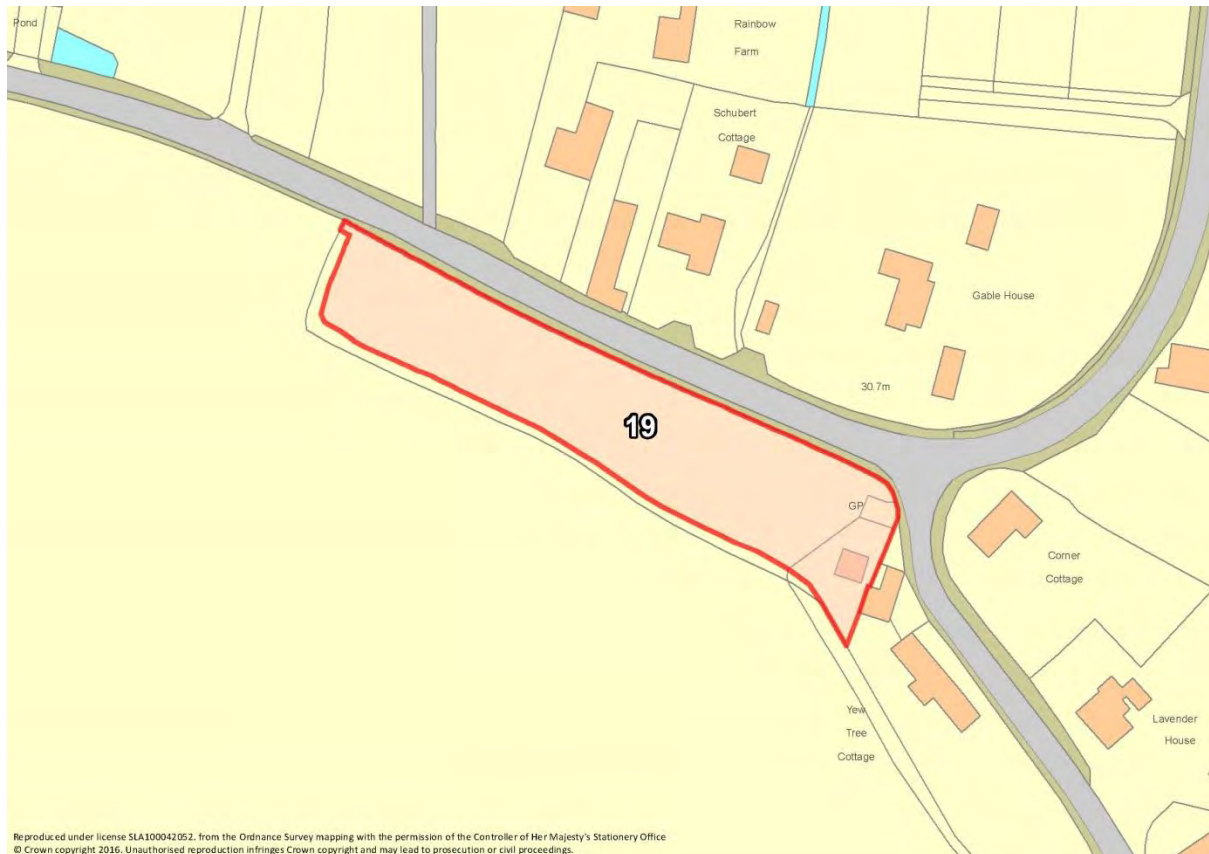 Pond
Rainbow
Farm
Schubert
Cottage
Gable House
30.7m
19
GP
Corner
Cottage
Yew
Tree
Cottage
Lavender
House
Reproduced under license SLA100042052. from the Ordnance Survey mapping with the permission of the Controller of Her Majesty's Stationery Office
© Crown copyright 2016. Unauthorised reproduction infringes Crown copyright and may lead to prosecution or civil proceedings.